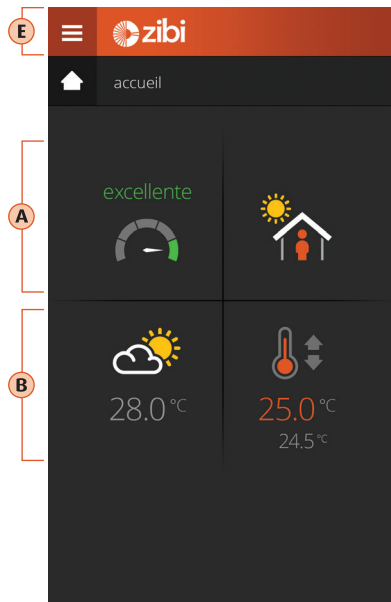 E
zibi
accueil
A
excellente
B
28.0 °C
25.0 °C
24.5 °C